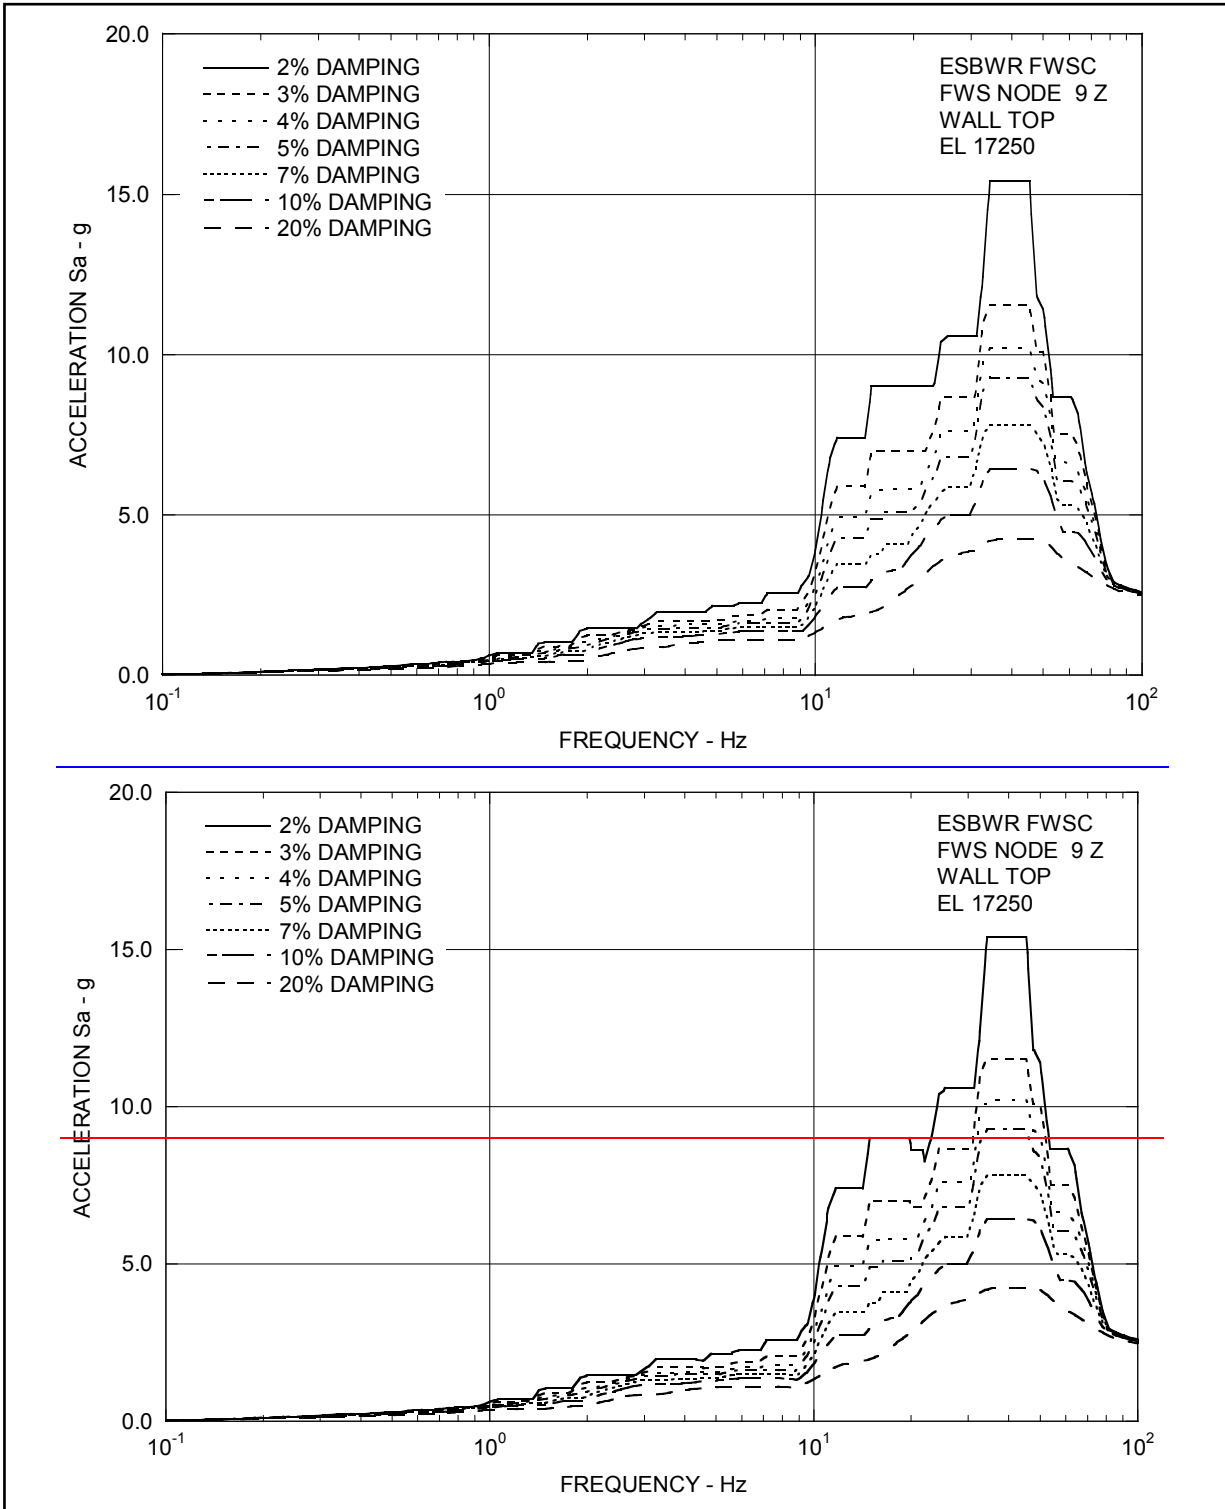 20.0
2% DAMPING
3% DAMPING
4% DAMPING
5% DAMPING
7% DAMPING
10% DAMPING
20% DAMPING
ESBWR FWSC
FWS NODE 9 Z
WALL TOP
EL 17250
15.0
10.0
5.0
0.0
ACCELERATION Sa - g
10-1
100
101
102
FREQUENCY - Hz
20.0
2% DAMPING
3% DAMPING
4% DAMPING
5% DAMPING
7% DAMPING
10% DAMPING
20% DAMPING
ESBWR FWSC
FWS NODE 9 Z
WALL TOP
EL 17250
15.0
10.0
5.0
0.0
ACCELERATION Sa - g
10-1
100
101
102
FREQUENCY - Hz